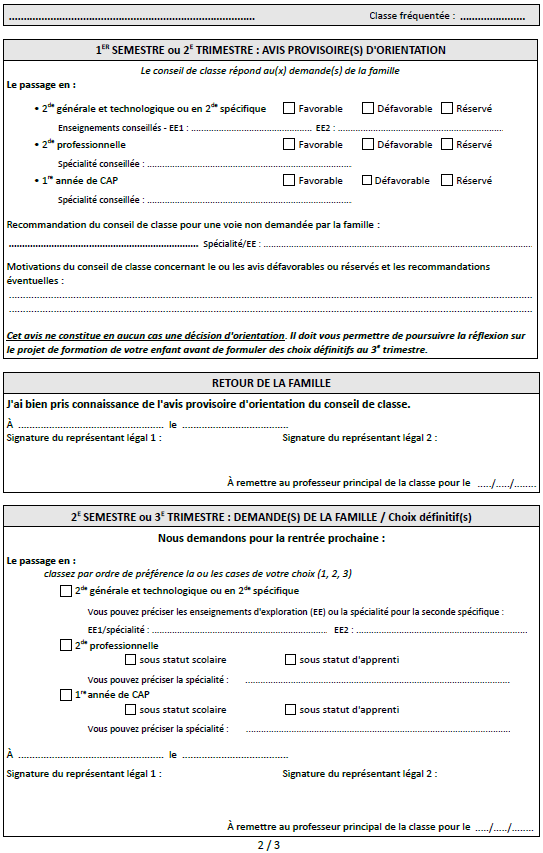 ................................................................................ Classe fréquentée : ......................
1ER SEMESTRE ou 2E TRIMESTRE : AVIS PROVISOIRE(S) D'ORIENTATION
Le conseil de classe répond au(x) demande(s) de la famille
Le passage en :
• 2de générale et technologique ou en 2de spécifique Favorable Défavorable Réservé
Enseignements conseillés - EE1 : .......................................... EE2 : ..........................................................
• 2de professionnelle Favorable Défavorable Réservé
Spécialité conseillée : ........................................................................
• 1re année de CAP Favorable Défavorable Réservé
Spécialité conseillée : ........................................................................
Recommandation du conseil de classe pour une voie non demandée par la famille :
.................................................................. Spécialité/EE : ..............................................................................................
Motivations du conseil de classe concernant le ou les avis défavorables ou réservés et les recommandations
éventuelles :
..............................................................................................................................................
..............................................................................................................................................
Cet avis ne constitue en aucun cas une décision d'orientation. Il doit vous permettre de poursuivre la réflexion sur
le projet de formation de votre enfant avant de formuler des choix définitifs au 3e trimestre.
RETOUR DE LA FAMILLE
J'ai bien pris connaissance de l'avis provisoire d'orientation du conseil de classe.
À .................................................. le .....................................
Signature du représentant légal 1 : Signature du représentant légal 2 :
À remettre au professeur principal de la classe pour le ...../...../........
2E SEMESTRE ou 3E TRIMESTRE : DEMANDE(S) DE LA FAMILLE / Choix définitif(s)
Nous demandons pour la rentrée prochaine :
Le passage en :
classez par ordre de préférence la ou les cases de votre choix (1, 2, 3)
2de générale et technologique ou en 2de spécifique
Vous pouvez préciser les enseignements d'exploration (EE) ou la spécialité pour la seconde spécifique :
EE1/spécialité : .............................................................. EE2 : ............................................................
2de professionnelle
sous statut scolaire sous statut d'apprenti
Vous pouvez préciser la spécialité : ............................................................................................
1re année de CAP
sous statut scolaire sous statut d'apprenti
Vous pouvez préciser la spécialité : ............................................................................................
À .................................................. le .....................................
Signature du représentant légal 1 : Signature du représentant légal 2 :
À remettre au professeur principal de la classe pour le ...../...../........
2 / 3